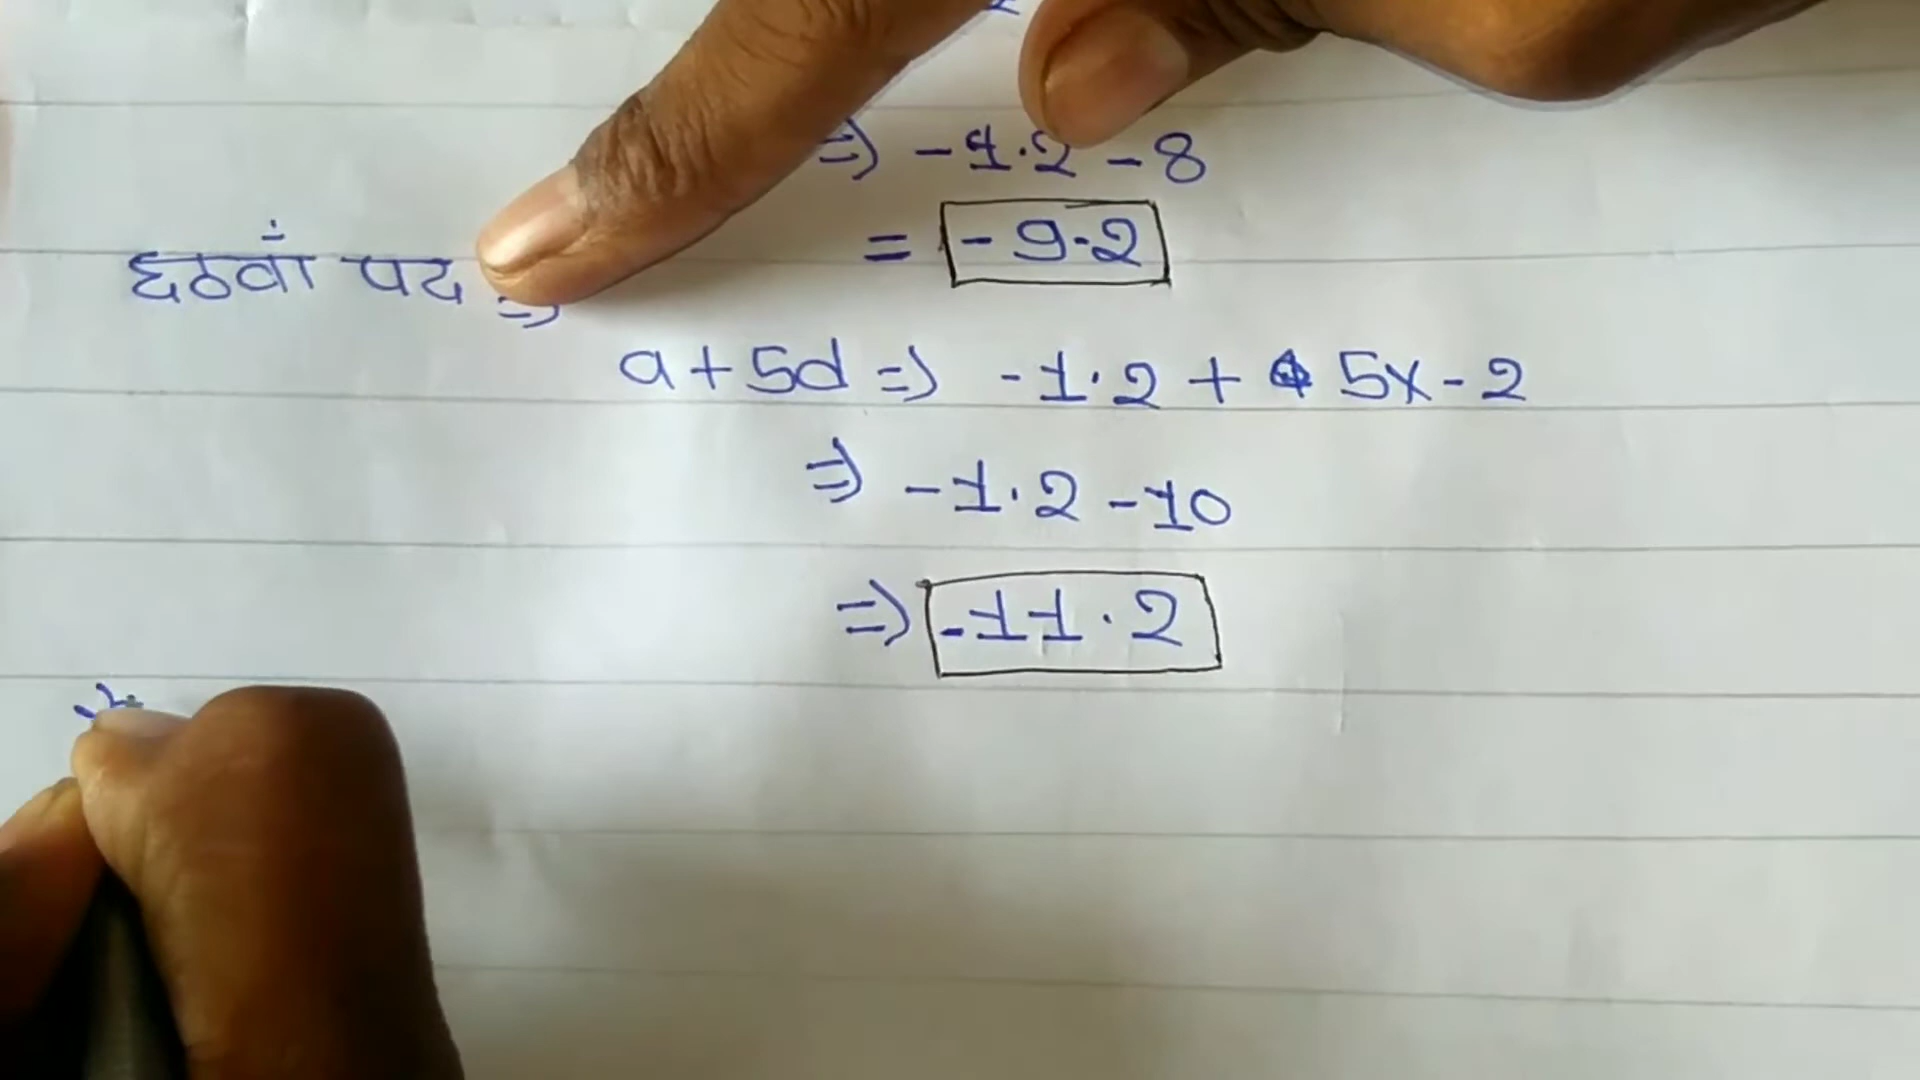 =) -1.2 - 8
= -9.2
छठवां पद =)
a + 5d =) -1.2 + 5x-2
=) -1.2 -10
=) -11.2